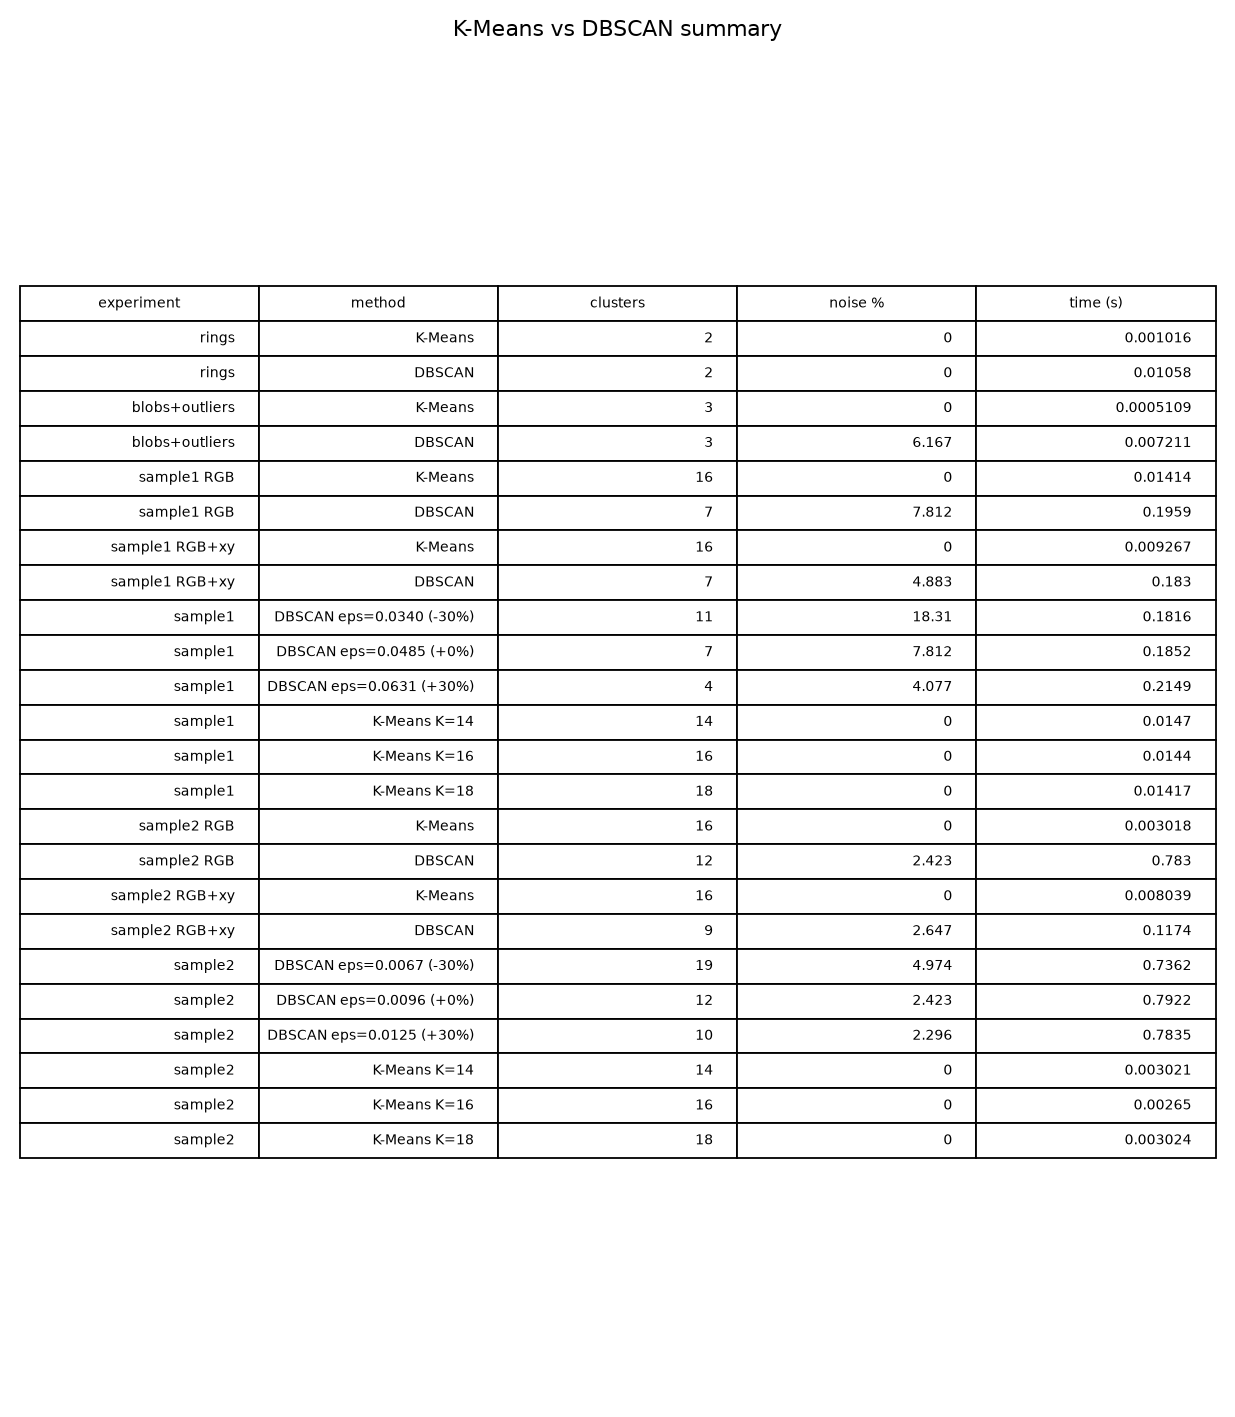 K-Means vs DBSCAN summary
experiment method clusters noise % time (s)
rings K-Means 2 0 0.001016
rings DBSCAN 2 0 0.01058
blobs+outliers K-Means 3 0 0.0005109
blobs+outliers DBSCAN 3 6.167 0.007211
sample1 RGB K-Means 16 0 0.01414
sample1 RGB DBSCAN 7 7.812 0.1959
sample1 RGB+xy K-Means 16 0 0.009267
sample1 RGB+xy DBSCAN 7 4.883 0.183
sample1 DBSCAN eps=0.0340 (-30%) 11 18.31 0.1816
sample1 DBSCAN eps=0.0485 (+0%) 7 7.812 0.1852
sample1 DBSCAN eps=0.0631 (+30%) 4 4.077 0.2149
sample1 K-Means K=14 14 0 0.0147
sample1 K-Means K=16 16 0 0.0144
sample1 K-Means K=18 18 0 0.01417
sample2 RGB K-Means 16 0 0.003018
sample2 RGB DBSCAN 12 2.423 0.783
sample2 RGB+xy K-Means 16 0 0.008039
sample2 RGB+xy DBSCAN 9 2.647 0.1174
sample2 DBSCAN eps=0.0067 (-30%) 19 4.974 0.7362
sample2 DBSCAN eps=0.0096 (+0%) 12 2.423 0.7922
sample2 DBSCAN eps=0.0125 (+30%) 10 2.296 0.7835
sample2 K-Means K=14 14 0 0.003021
sample2 K-Means K=16 16 0 0.00265
sample2 K-Means K=18 18 0 0.003024